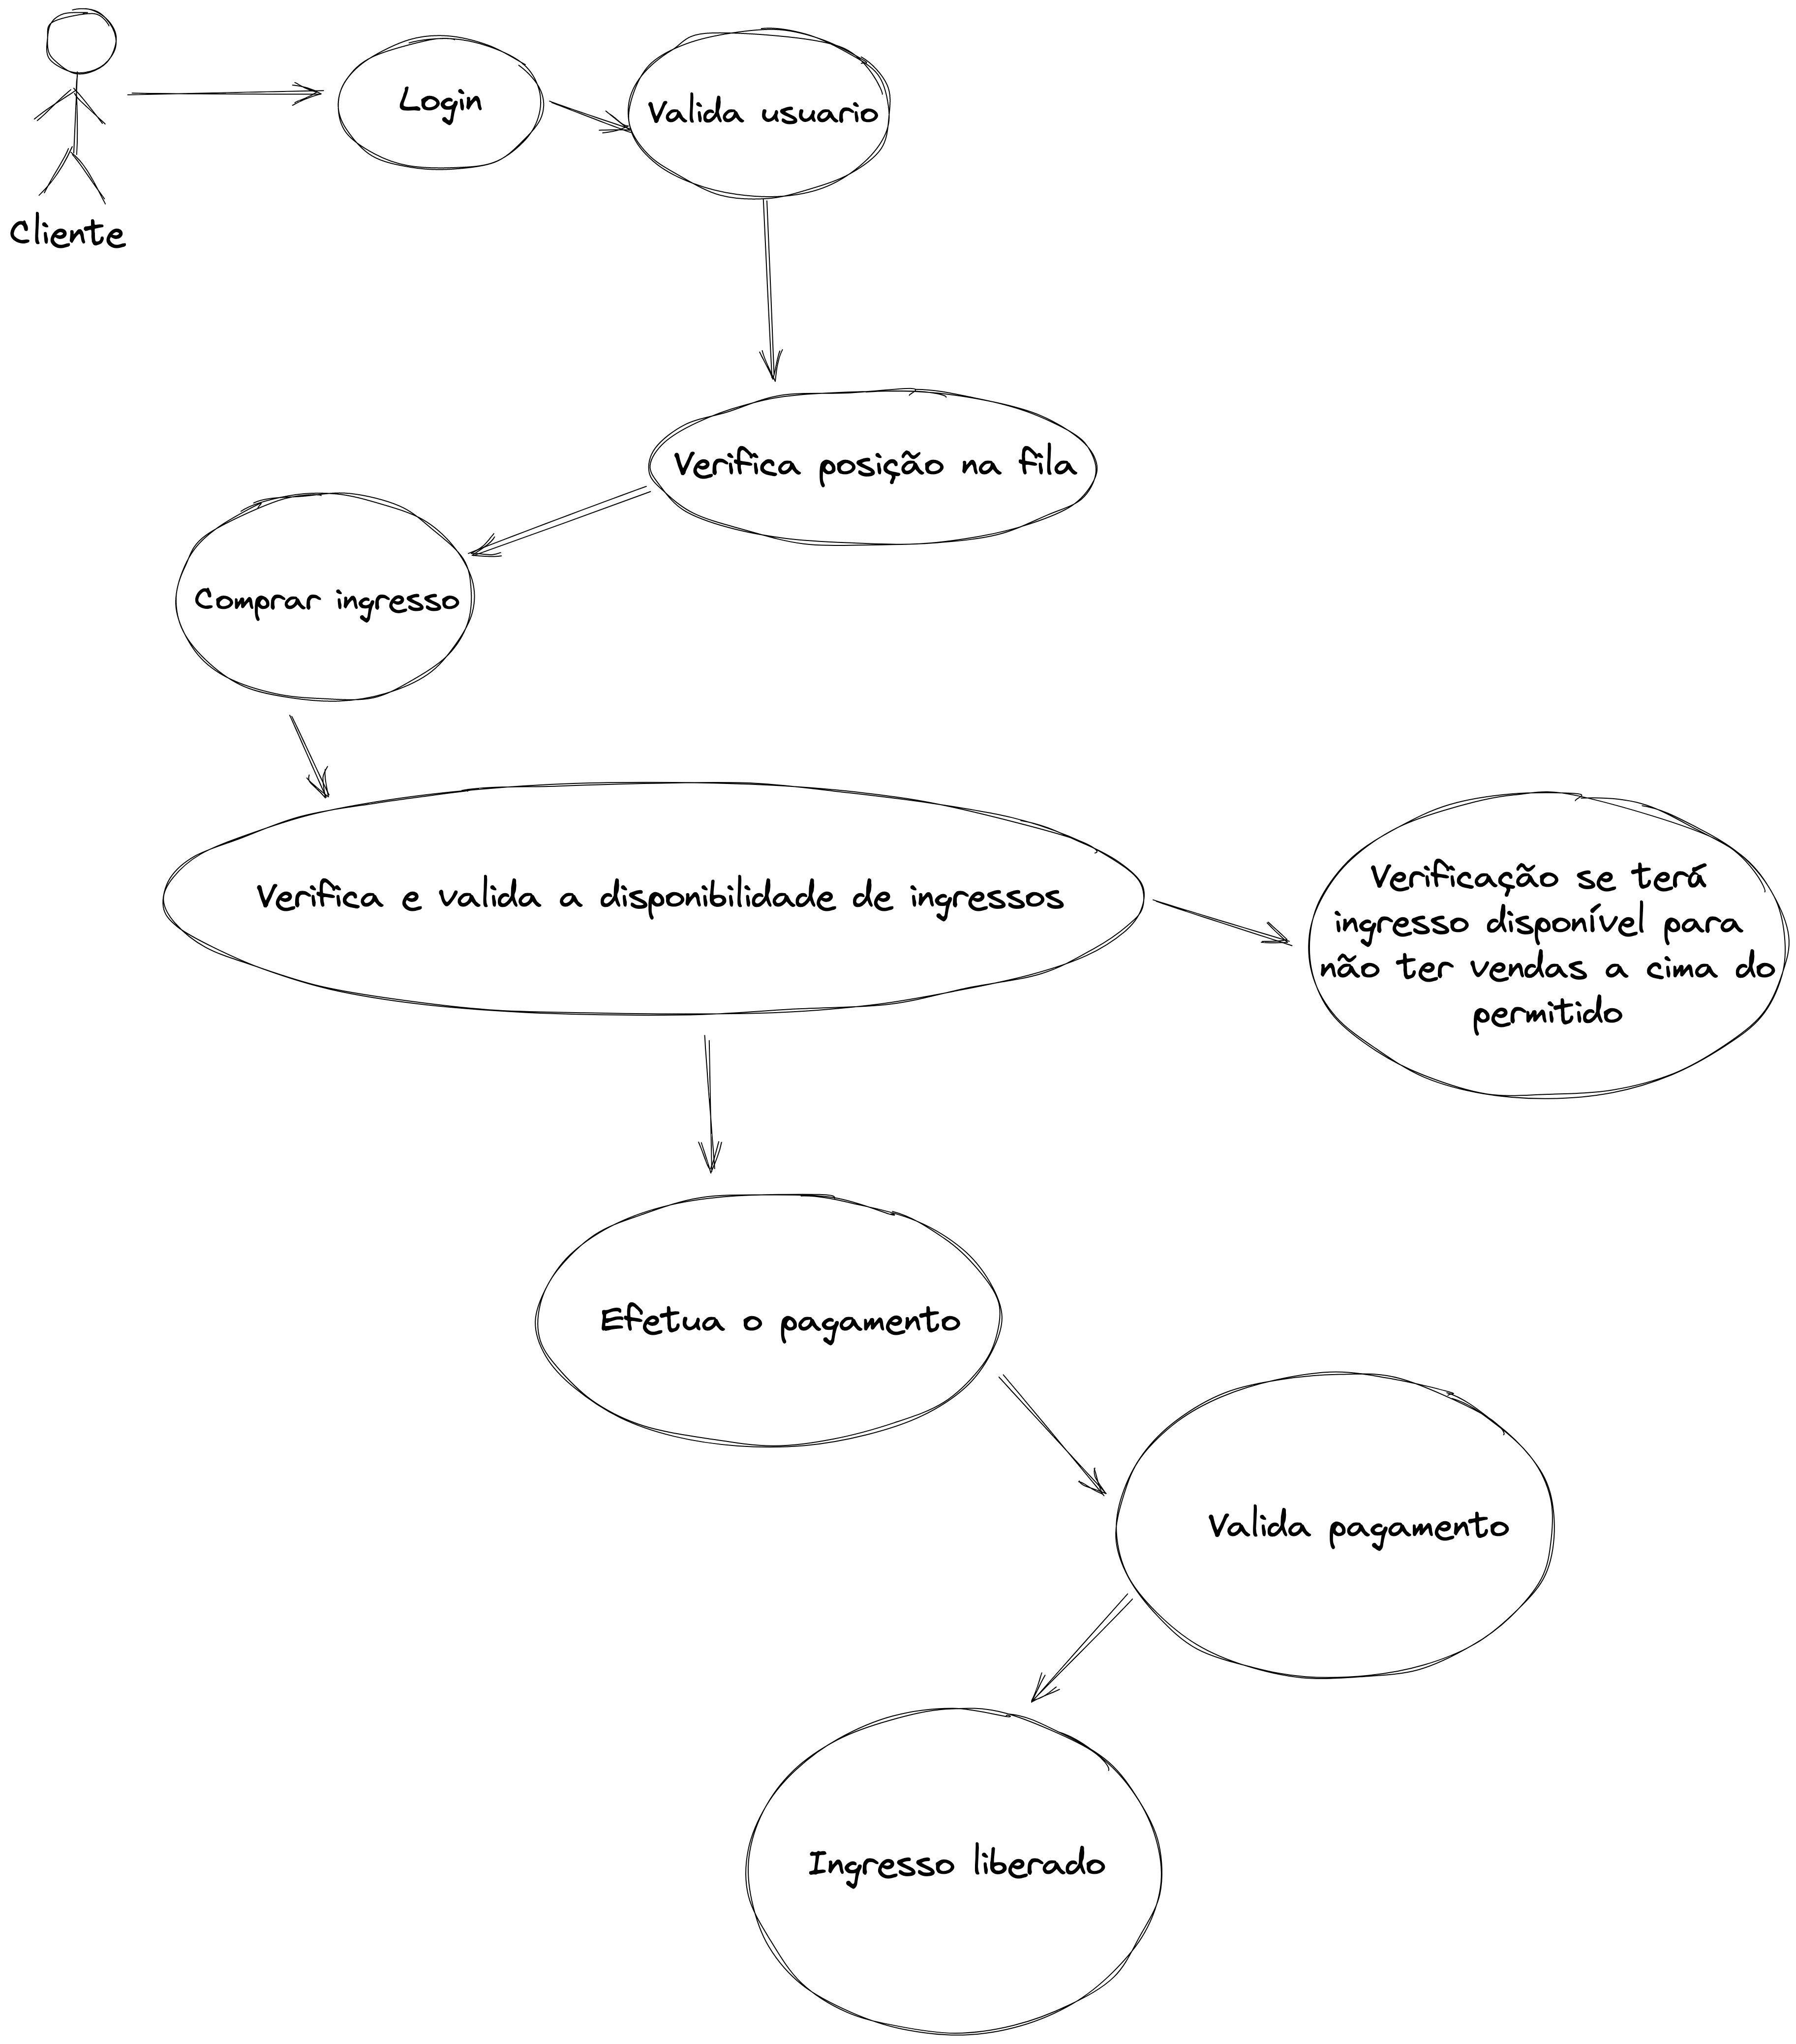 Login
Valida usuario
Cliente
Verifica posição na fila
Comprar ingresso
Verifica e valida a disponibilidade de ingressos
Verificação se terá
ingresso disponível para
não ter vendas a cima do
permitido
Efetua o pagamento
Valida pagamento
Ingresso liberado